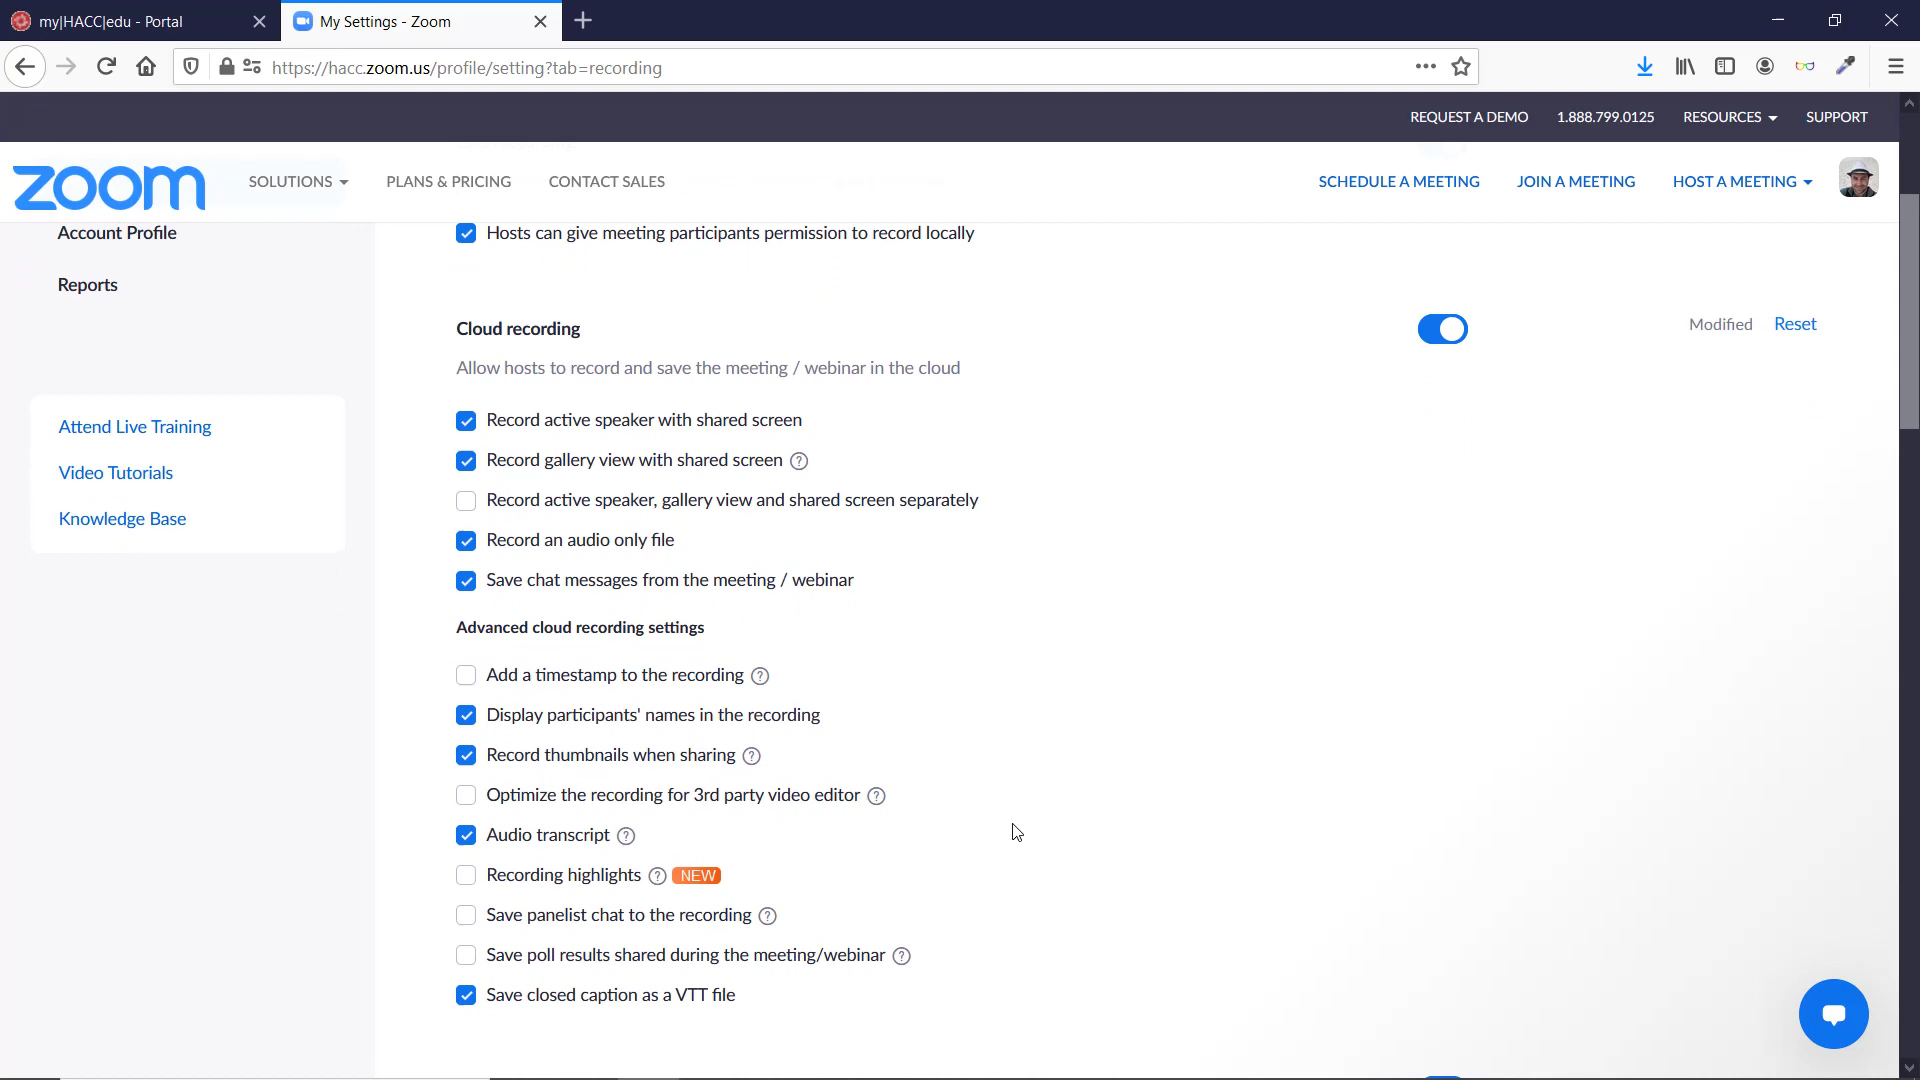 my|HACC|edu - Portal
My Settings - Zoom
https://hacc.zoom.us/profile/setting?tab=recording
REQUEST A DEMO 1.888.799.0125 RESOURCES SUPPORT
zoom SOLUTIONS PLANS & PRICING CONTACT SALES SCHEDULE A MEETING JOIN A MEETING HOST A MEETING
Account Profile
Reports
Attend Live Training
Video Tutorials
Knowledge Base
Hosts can give meeting participants permission to record locally
Cloud recording
Modified Reset
Allow hosts to record and save the meeting / webinar in the cloud
Record active speaker with shared screen
Record gallery view with shared screen ?
Record active speaker, gallery view and shared screen separately
Record an audio only file
Save chat messages from the meeting / webinar
Advanced cloud recording settings
Add a timestamp to the recording ?
Display participants' names in the recording
Record thumbnails when sharing ?
Optimize the recording for 3rd party video editor ?
Audio transcript ?
Recording highlights ? NEW
Save panelist chat to the recording ?
Save poll results shared during the meeting/webinar ?
Save closed caption as a VTT file